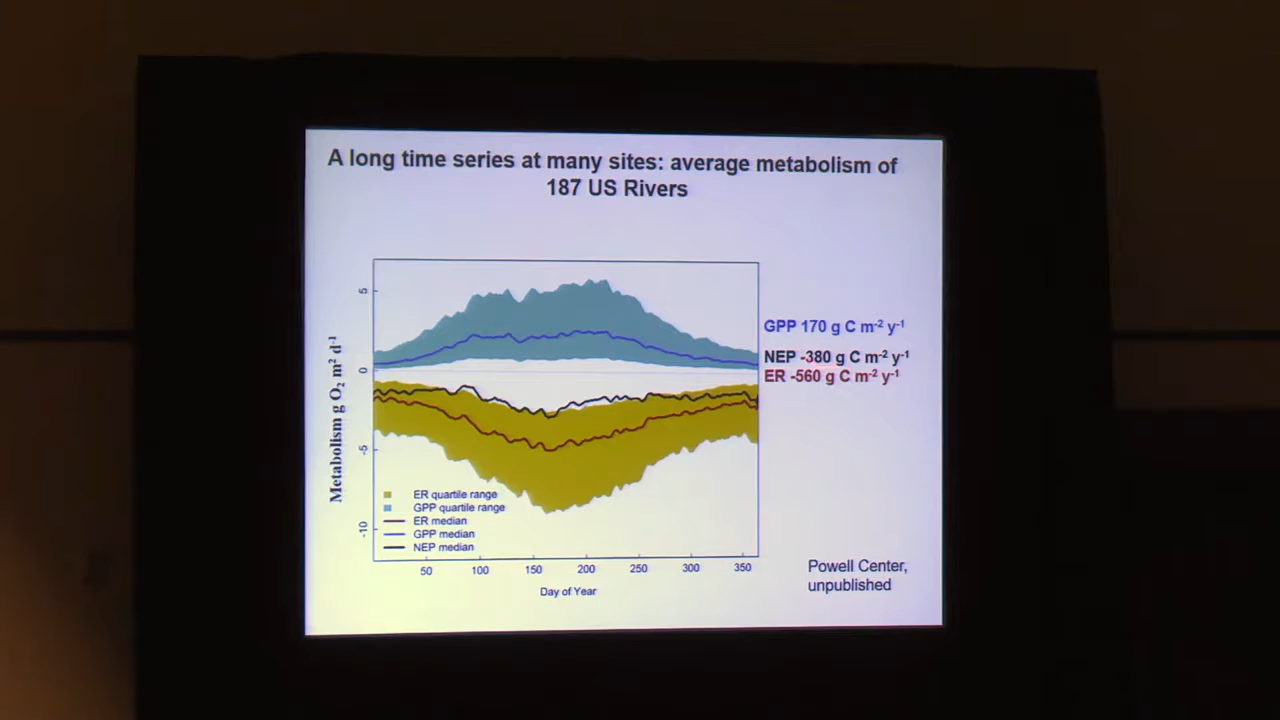 A long time series at many sites: average metabolism of
187 US Rivers
Metabolism g O₂ m² d⁻¹
5
0
-5
-10
GPP 170 g C m⁻² y⁻¹
NEP -380 g C m⁻² y⁻¹
ER -560 g C m⁻² y⁻¹
ER quartile range
GPP quartile range
ER median
GPP median
NEP median
50 100 150 200 250 300 350
Day of Year
Powell Center,
unpublished